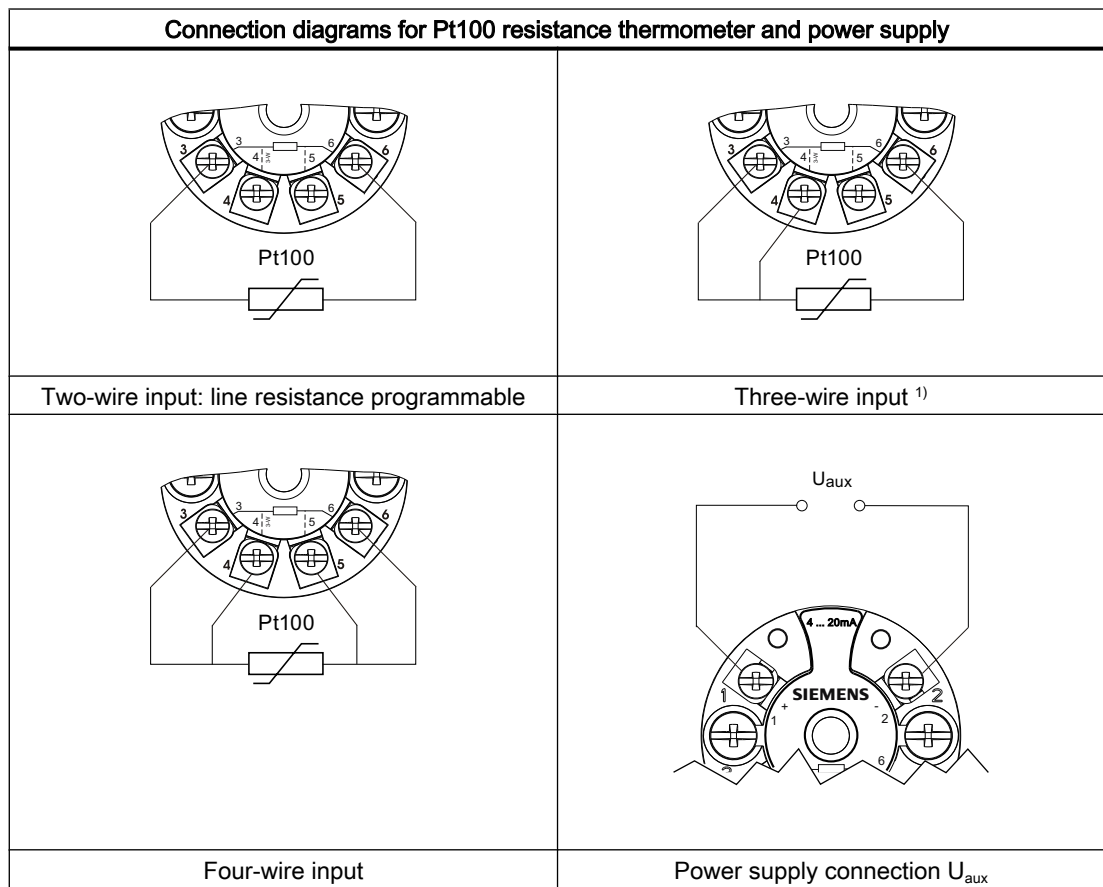 Connection diagrams for Pt100 resistance thermometer and power supply
3 6
3 4 3-W 5 6
4 5
Pt100
Two-wire input: line resistance programmable
3 6
3 4 3-W 5 6
4 5
Pt100
Three-wire input 1)
3 6
3 4 3-W 5 6
4 5
Pt100
Four-wire input
Uaux
4 ... 20mA
1 SIEMENS 2
+ -
1 2
6
Power supply connection Uaux